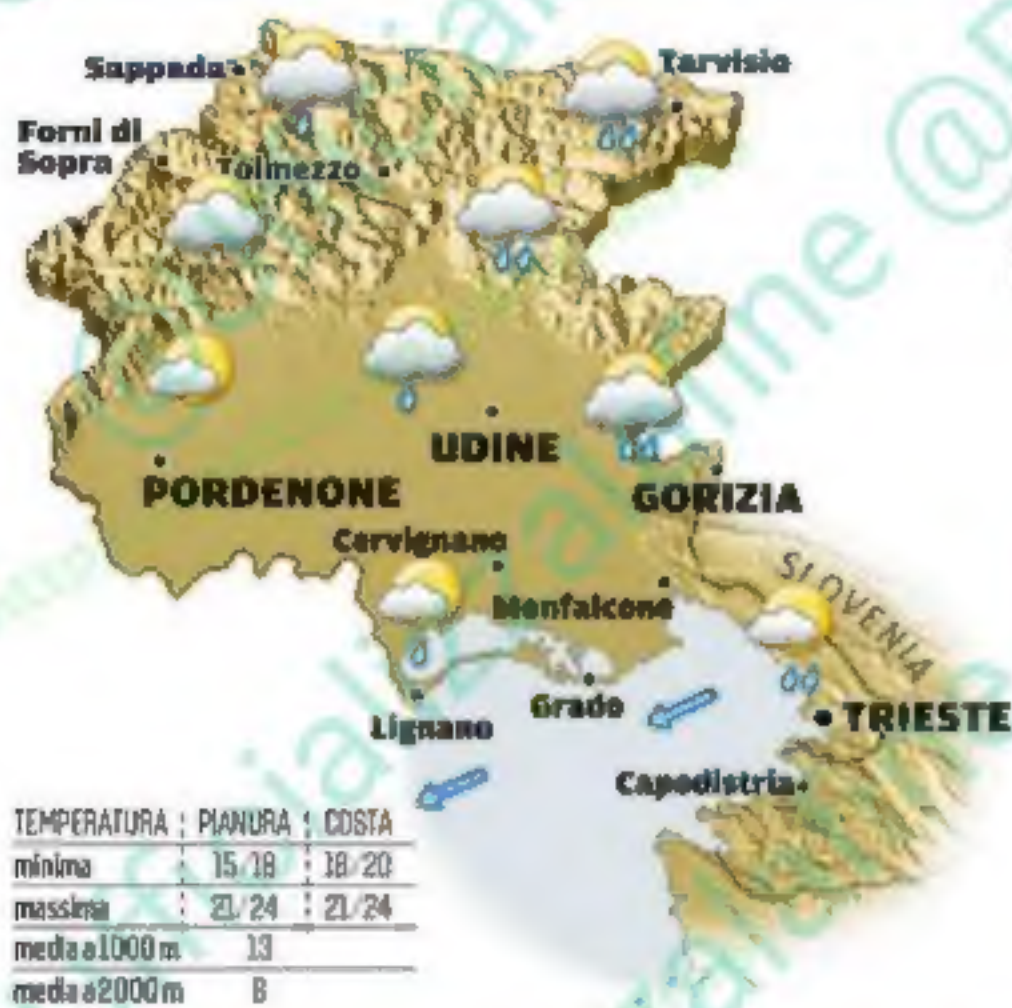 Sappada
Tarvisio
Forni di
Sopra
Tolmezzo
UDINE
PORDENONE
GORIZIA
Cervignano
Monfalcone
SLOVENIA
Grado
Lignano
TRIESTE
Capodistria
TEMPERATURA PIANURA COSTA
minima 15/18 18/20
massima 21/24 21/24
media a 1000 m 13
media a 2000 m 8